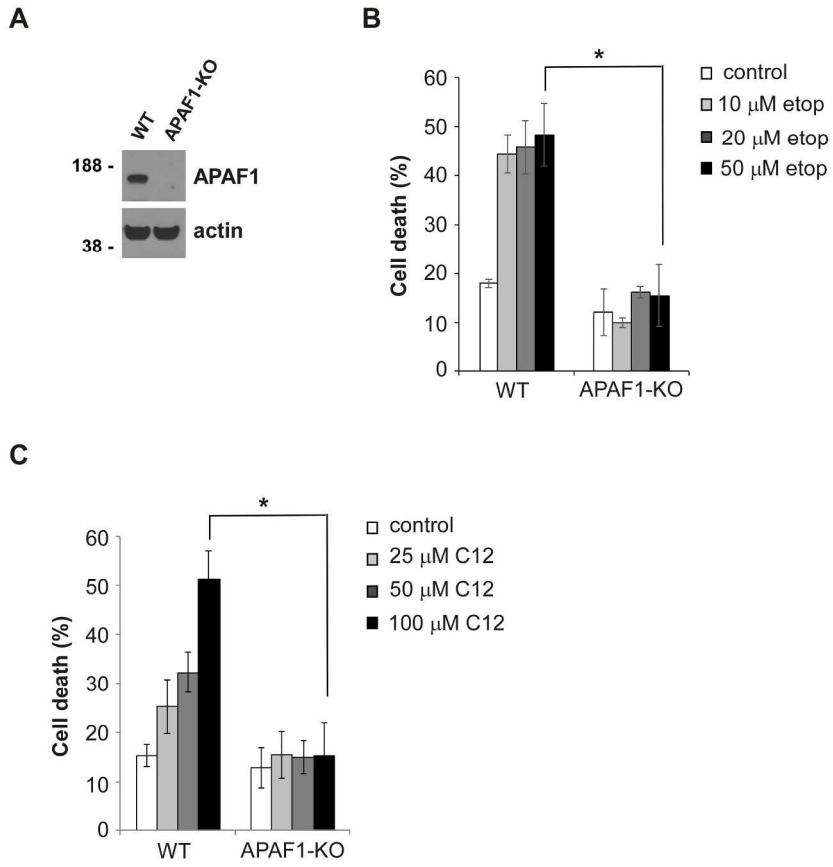 A
WT
APAF1-KO
188 -
APAF1
actin
38 -
B
*
60
50
40
30
20
10
0
Cell death (%)
WT
APAF1-KO
control
10 μM etop
20 μM etop
50 μM etop
C
*
60
50
40
30
20
10
0
Cell death (%)
WT
APAF1-KO
control
25 μM C12
50 μM C12
100 μM C12